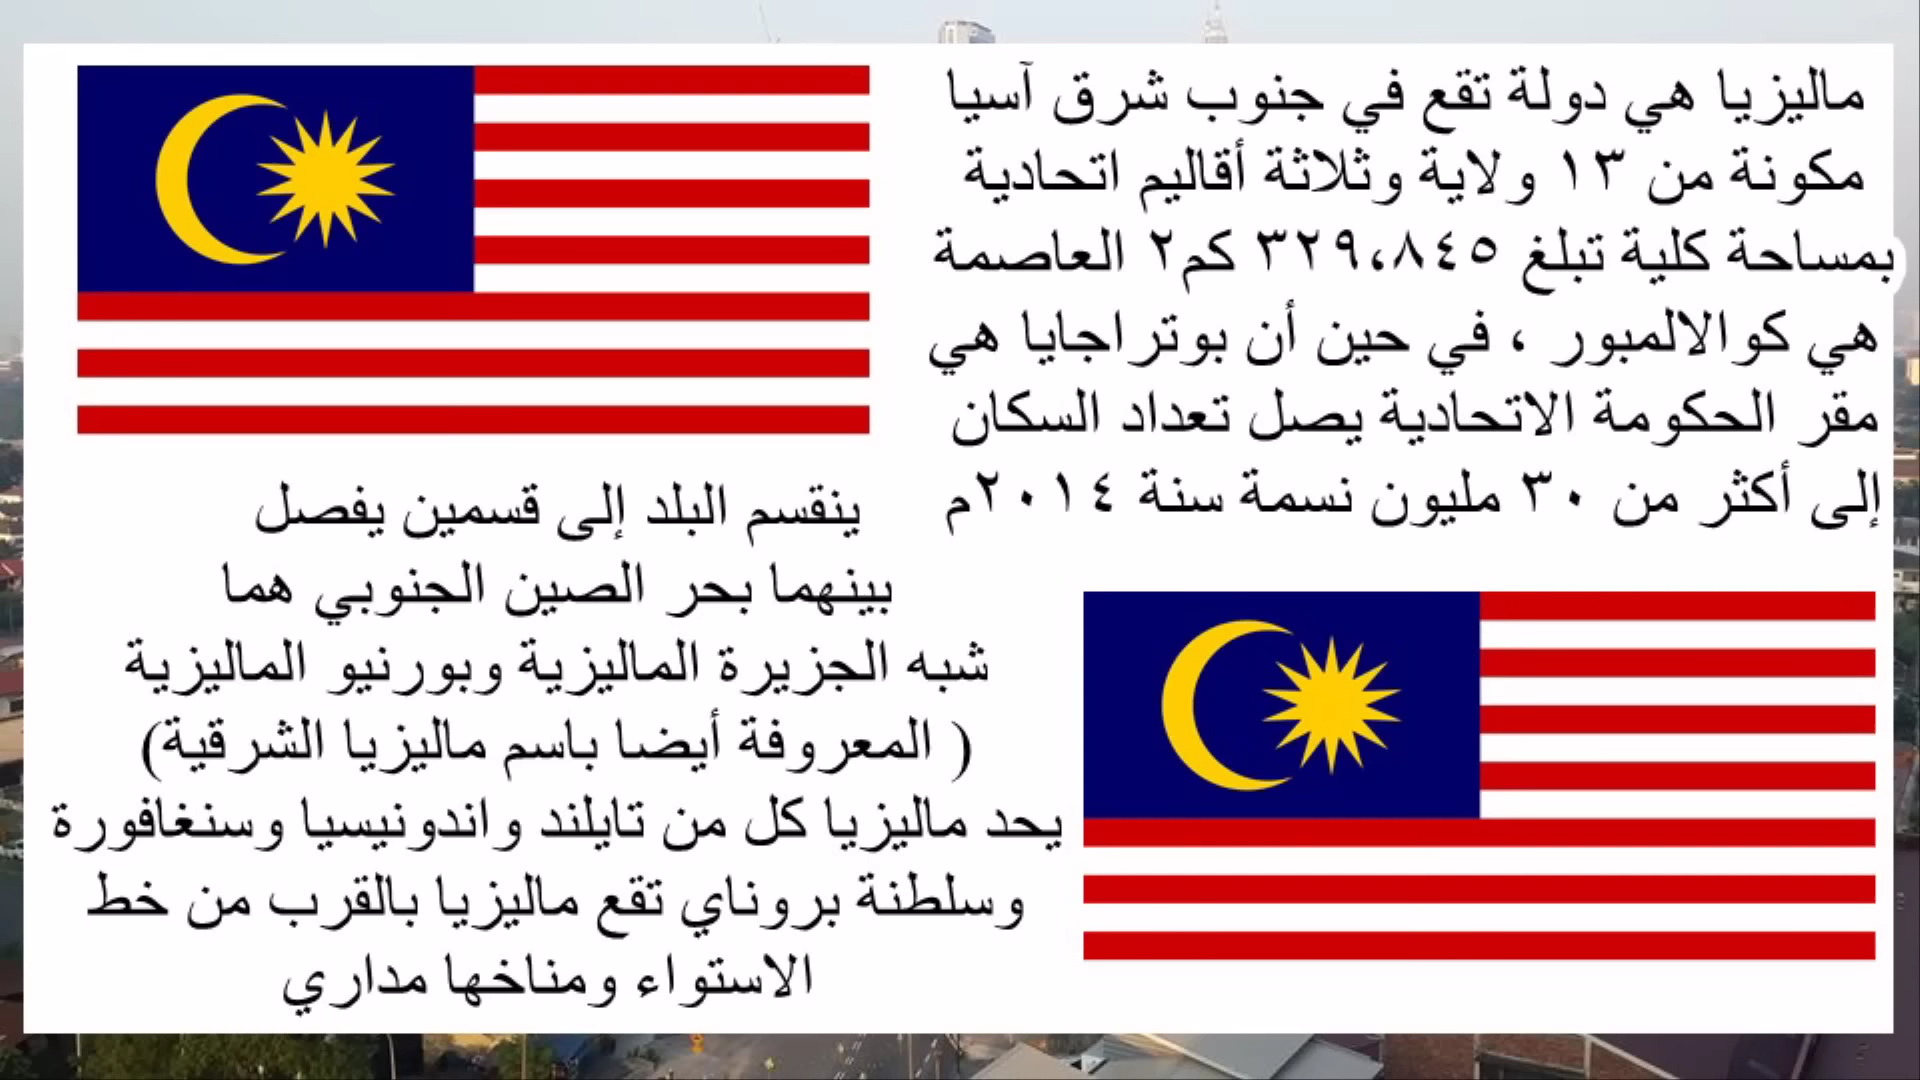 ماليزيا هي دولة تقع في جنوب شرق آسيا
مكونة من ١٣ ولاية وثلاثة أقاليم اتحادية
بمساحة كلية تبلغ ٣٢٩،٨٤٥ كم٢ العاصمة
هي كوالالمبور ، في حين أن بوتراجايا هي
مقر الحكومة الاتحادية يصل تعداد السكان
إلى أكثر من ٣٠ مليون نسمة سنة ٢٠١٤م
ينقسم البلد إلى قسمين يفصل
بينهما بحر الصين الجنوبي هما
شبه الجزيرة الماليزية وبورنيو الماليزية
( المعروفة أيضا باسم ماليزيا الشرقية)
يحد ماليزيا كل من تايلند واندونيسيا وسنغافورة
وسلطنة بروناي تقع ماليزيا بالقرب من خط
الاستواء ومناخها مداري